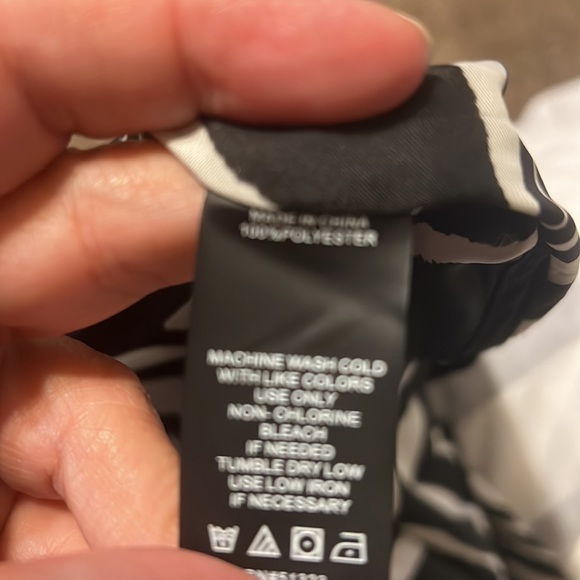 MADE IN CHINA
100%POLYESTER
MACHINE WASH COLD
WITH LIKE COLORS
USE ONLY
NON-CHLORINE
BLEACH
IF NEEDED
TUMBLE DRY LOW
USE LOW IRON
IF NECESSARY